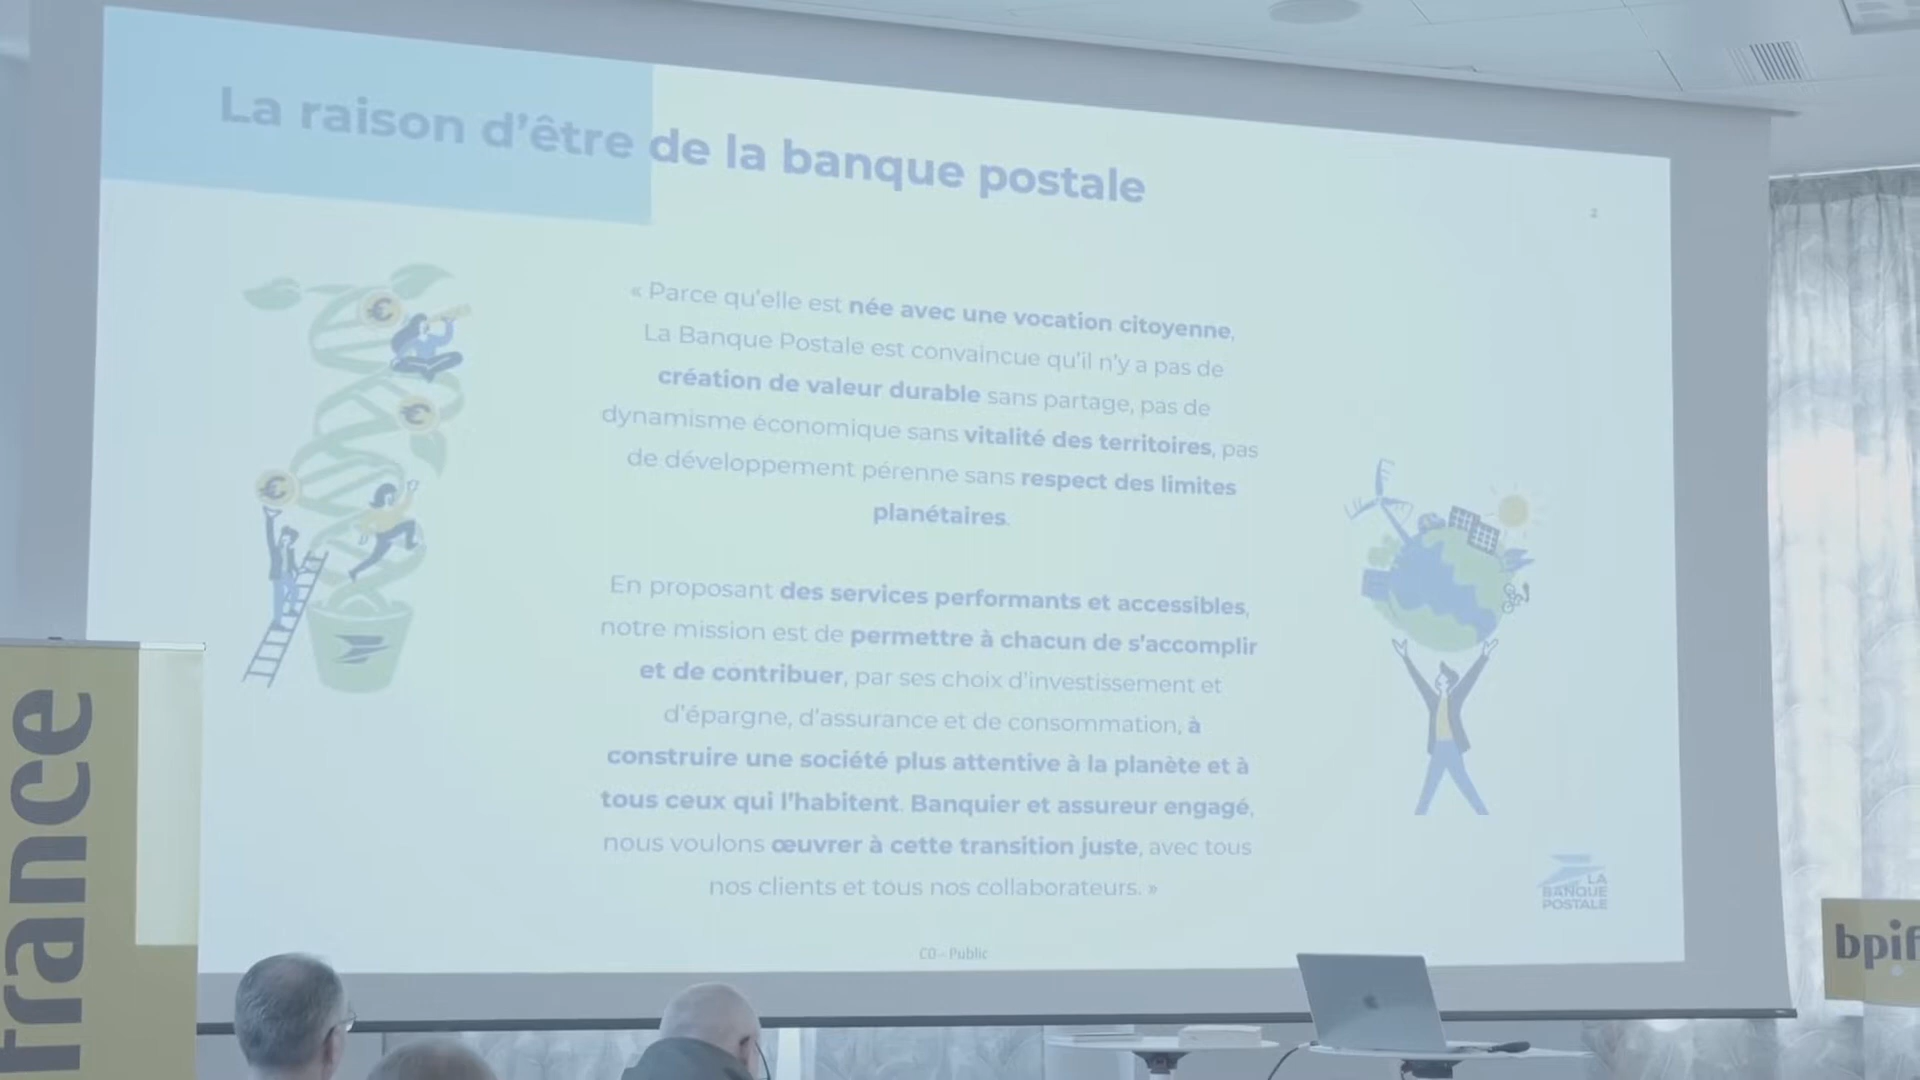 La raison d'être de la banque postale
2
« Parce qu'elle est née avec une vocation citoyenne,
La Banque Postale est convaincue qu'il n'y a pas de
création de valeur durable sans partage, pas de
dynamisme économique sans vitalité des territoires, pas
de développement pérenne sans respect des limites
planétaires.
En proposant des services performants et accessibles,
notre mission est de permettre à chacun de s'accomplir
et de contribuer, par ses choix d'investissement et
d'épargne, d'assurance et de consommation, à
construire une société plus attentive à la planète et à
tous ceux qui l'habitent. Banquier et assureur engagé,
nous voulons œuvrer à cette transition juste, avec tous
nos clients et tous nos collaborateurs. »
LA
BANQUE
POSTALE
C0 - Public
france
bpif